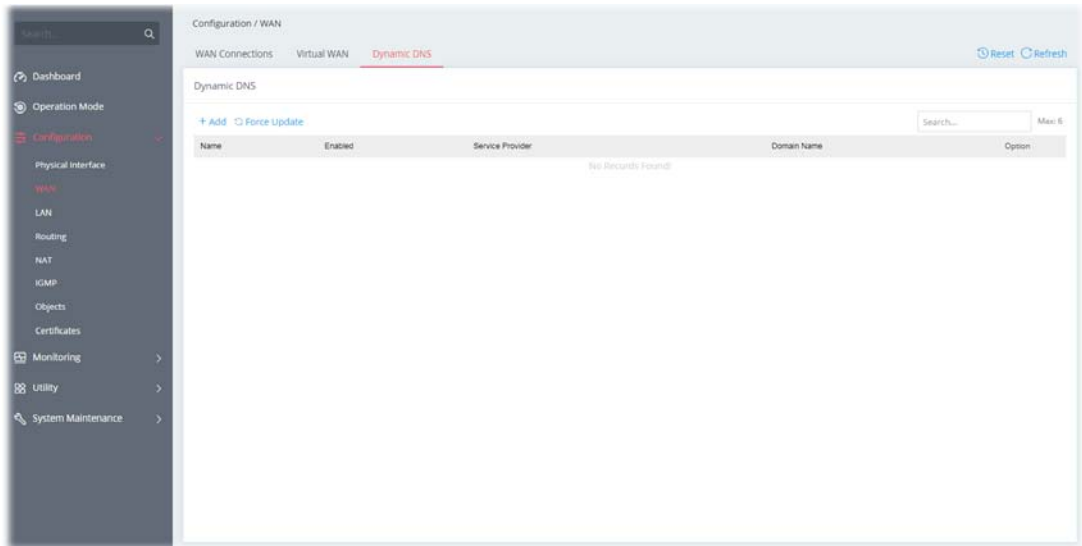 Search...
Dashboard
Operation Mode
Configuration
Physical Interface
WAN
LAN
Routing
NAT
IGMP
Objects
Certificates
Monitoring
Utility
System Maintenance
Configuration / WAN
WAN Connections Virtual WAN Dynamic DNS Reset Refresh
Dynamic DNS
+ Add Force Update Search... Max: 6
Name Enabled Service Provider Domain Name Option
No Records Found!